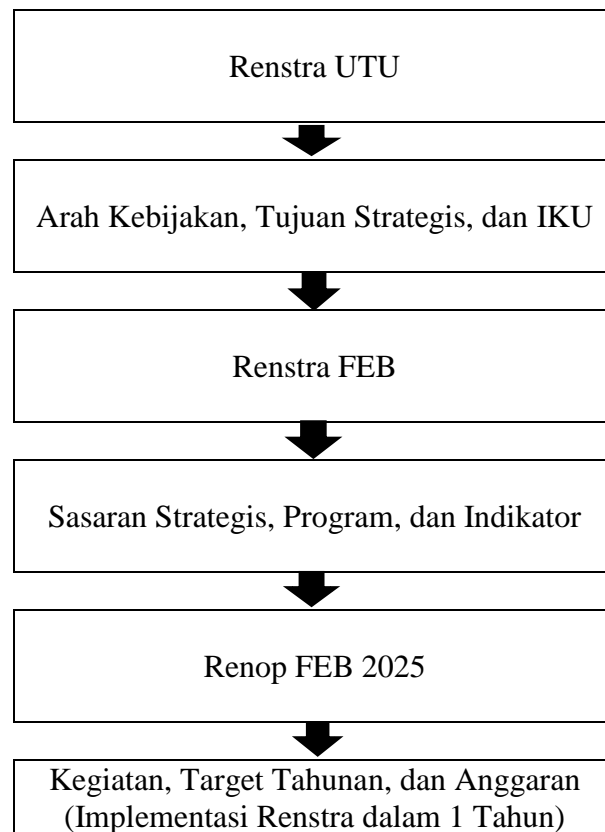 Renstra UTU
Arah Kebijakan, Tujuan Strategis, dan IKU
Renstra FEB
Sasaran Strategis, Program, dan Indikator
Renop FEB 2025
Kegiatan, Target Tahunan, dan Anggaran
(Implementasi Renstra dalam 1 Tahun)